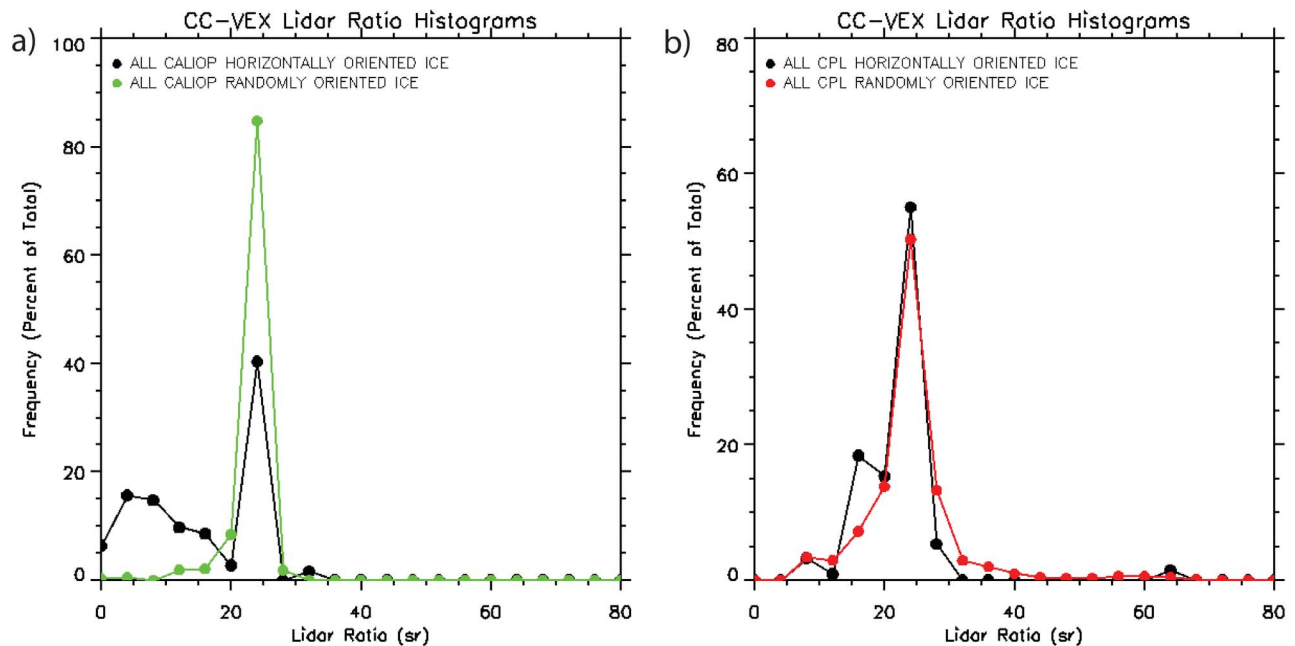 a)
CC-VEX Lidar Ratio Histograms
ALL CALIOP HORIZONTALLY ORIENTED ICE
ALL CALIOP RANDOMLY ORIENTED ICE
Frequency (Percent of Total)
100
80
60
40
20
0
0 20 40 60 80
Lidar Ratio (sr)
b)
CC-VEX Lidar Ratio Histograms
ALL CPL HORIZONTALLY ORIENTED ICE
ALL CPL RANDOMLY ORIENTED ICE
Frequency (Percent of Total)
80
60
40
20
0
0 20 40 60 80
Lidar Ratio (sr)